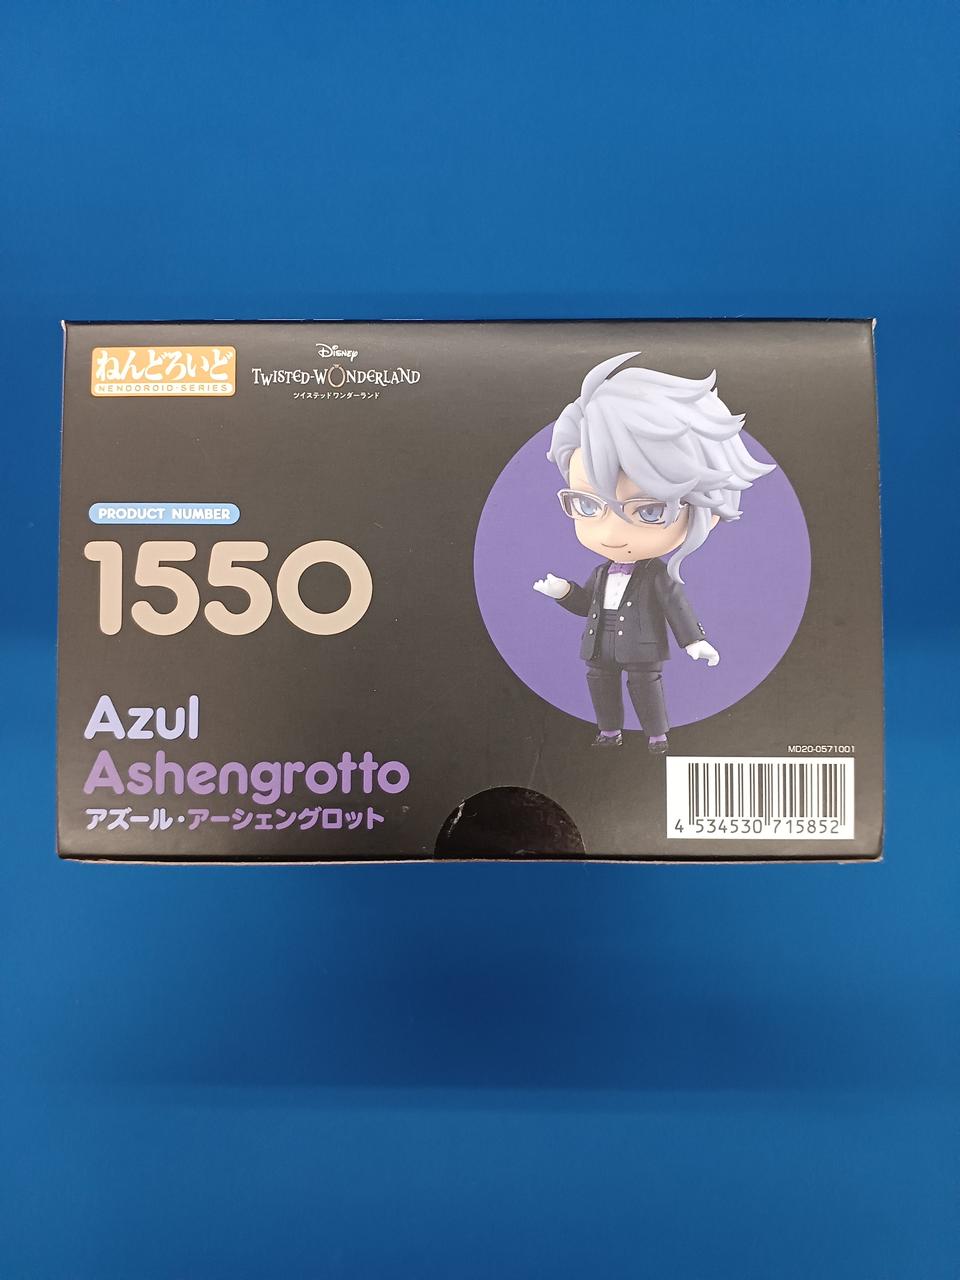 ねんどろいど
NENDOROID-SERIES
Disney
TWISTED-WONDERLAND
ツイステッドワンダーランド
PRODUCT NUMBER
1550
Azul
Ashengrotto
アズール・アーシェングロット
MD20-0571001
4 534530 715852